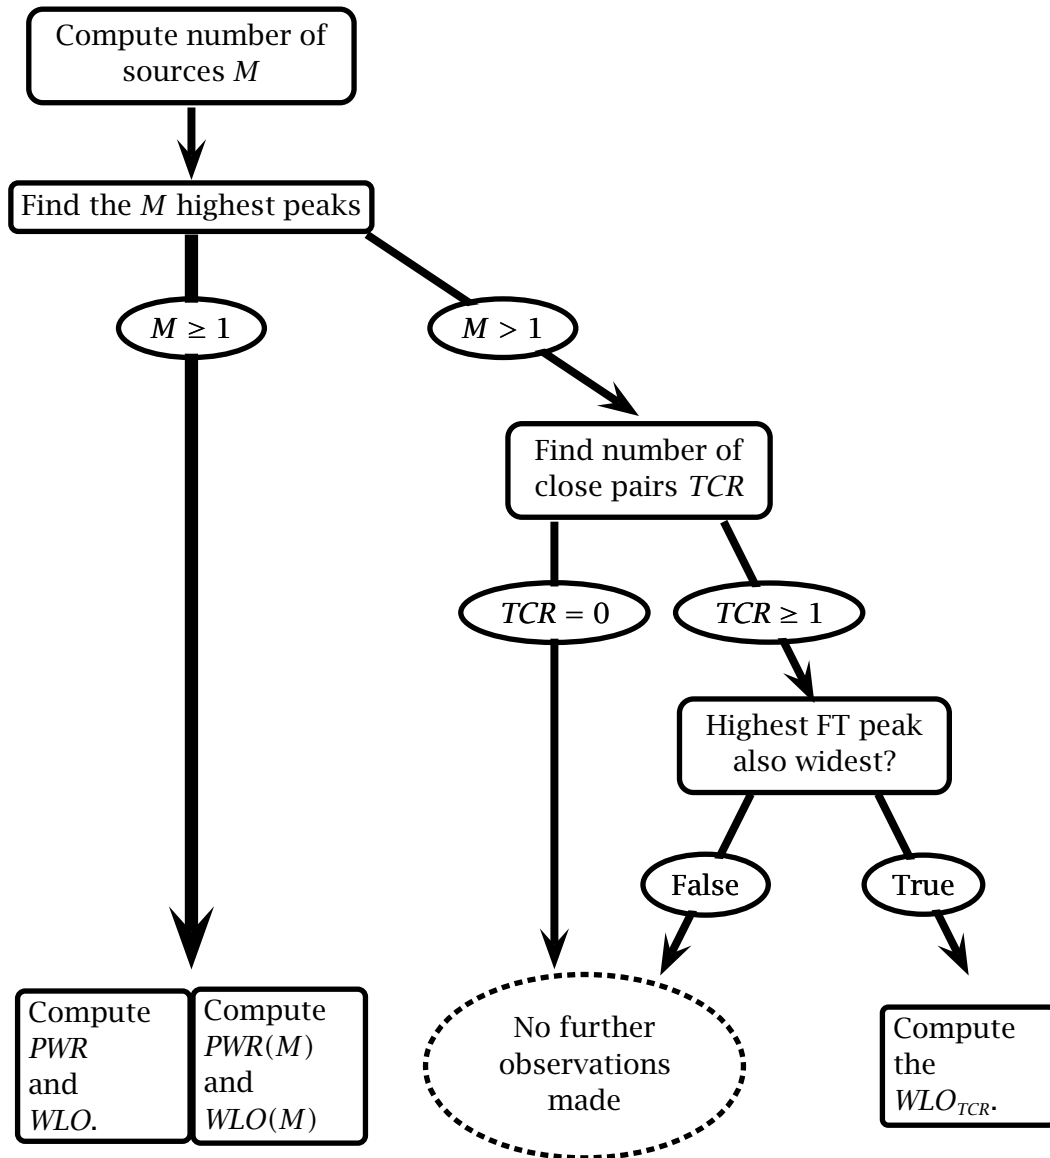 Compute number of
sources M
Find the M highest peaks
M ≥ 1
M > 1
Find number of
close pairs TCR
TCR = 0
TCR ≥ 1
Highest FT peak
also widest?
False
True
Compute
PWR
and
WLO.
Compute
PWR(M)
and
WLO(M)
No further
observations
made
Compute
the
WLO_TCR.